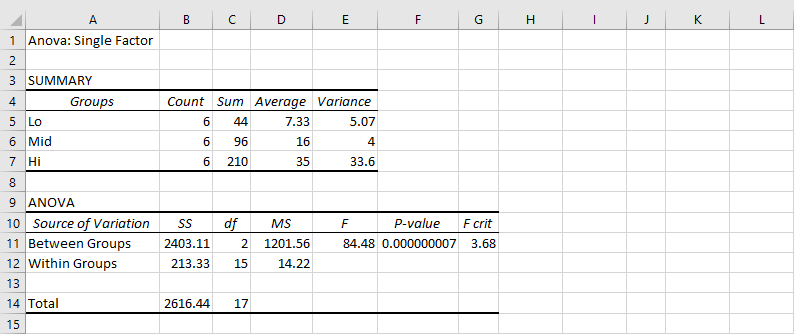 A B C D E F G H I J K L
1 Anova: Single Factor
2
3 SUMMARY
4 Groups Count Sum Average Variance
5 Lo 6 44 7.33 5.07
6 Mid 6 96 16 4
7 Hi 6 210 35 33.6
8
9 ANOVA
10 Source of Variation SS df MS F P-value F crit
11 Between Groups 2403.11 2 1201.56 84.48 0.000000007 3.68
12 Within Groups 213.33 15 14.22
13
14 Total 2616.44 17
15